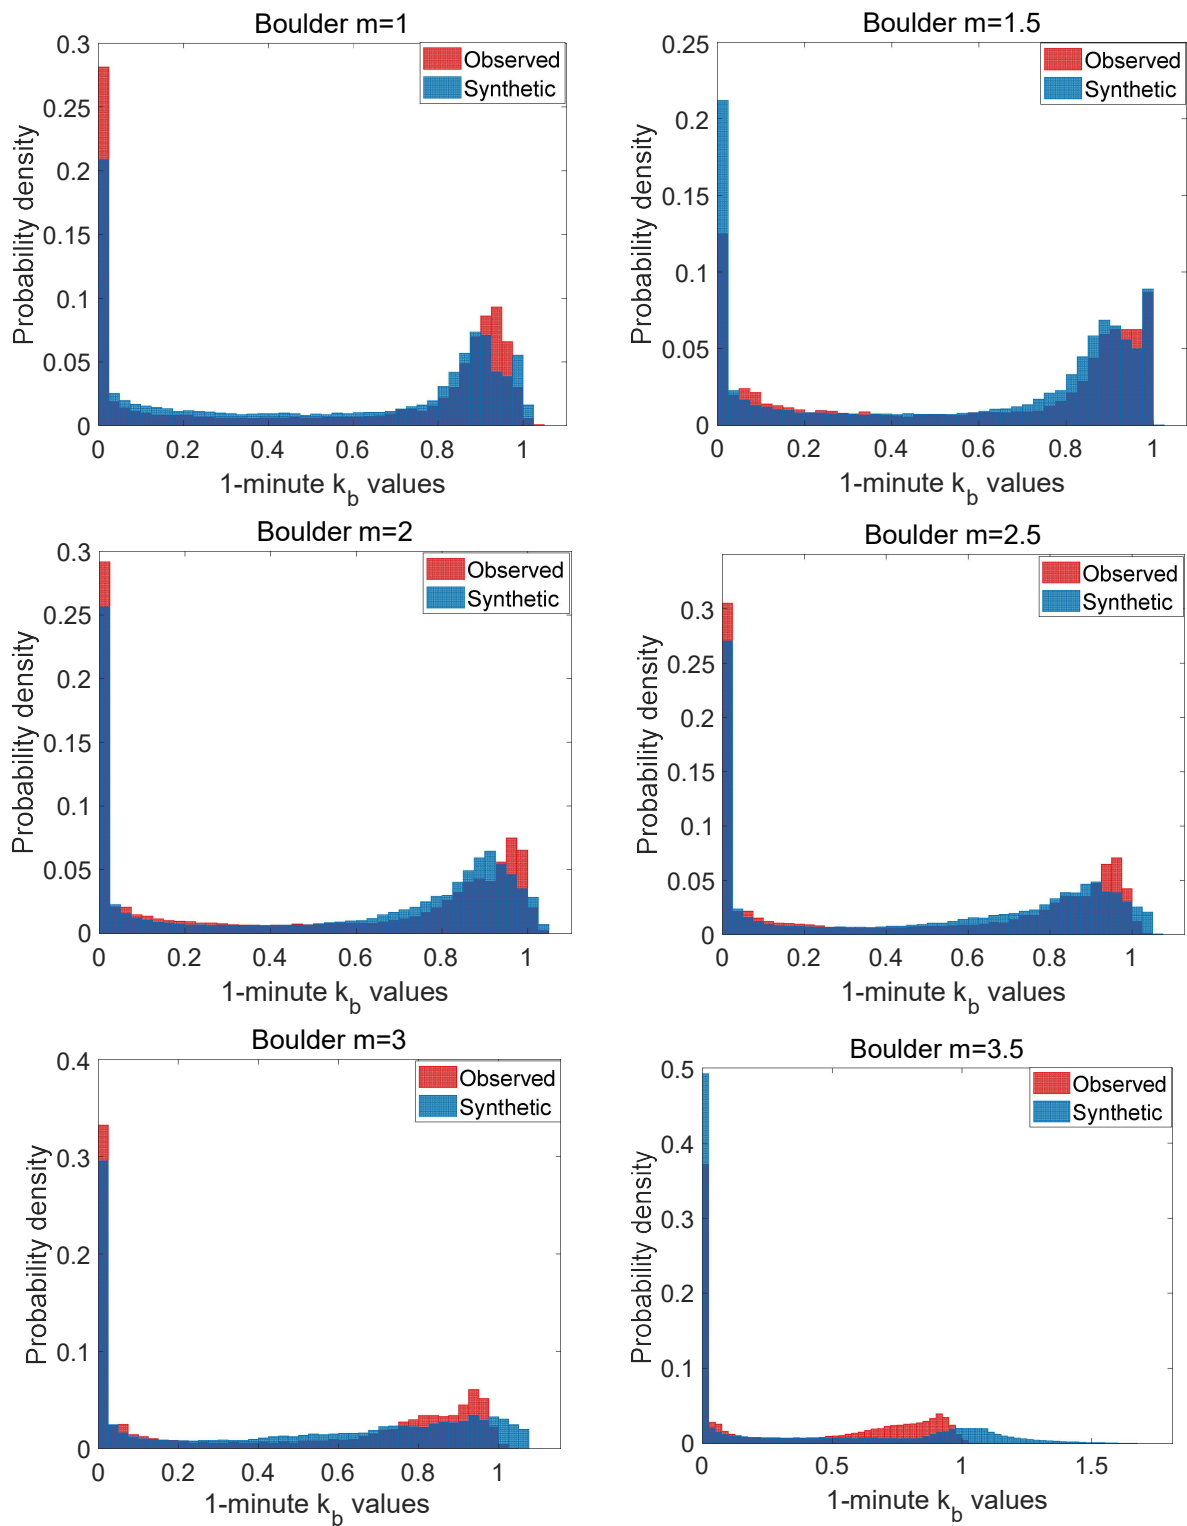 Boulder m=1
Observed
Synthetic
Probability density
0.3
0.25
0.2
0.15
0.1
0.05
0
0 0.2 0.4 0.6 0.8 1
1-minute k_b values
Boulder m=1.5
Observed
Synthetic
Probability density
0.25
0.2
0.15
0.1
0.05
0
0 0.2 0.4 0.6 0.8 1
1-minute k_b values
Boulder m=2
Observed
Synthetic
Probability density
0.3
0.25
0.2
0.15
0.1
0.05
0
0 0.2 0.4 0.6 0.8 1
1-minute k_b values
Boulder m=2.5
Observed
Synthetic
Probability density
0.3
0.25
0.2
0.15
0.1
0.05
0
0 0.2 0.4 0.6 0.8 1
1-minute k_b values
Boulder m=3
Observed
Synthetic
Probability density
0.4
0.3
0.2
0.1
0
0 0.2 0.4 0.6 0.8 1
1-minute k_b values
Boulder m=3.5
Observed
Synthetic
Probability density
0.5
0.4
0.3
0.2
0.1
0
0 0.5 1 1.5
1-minute k_b values